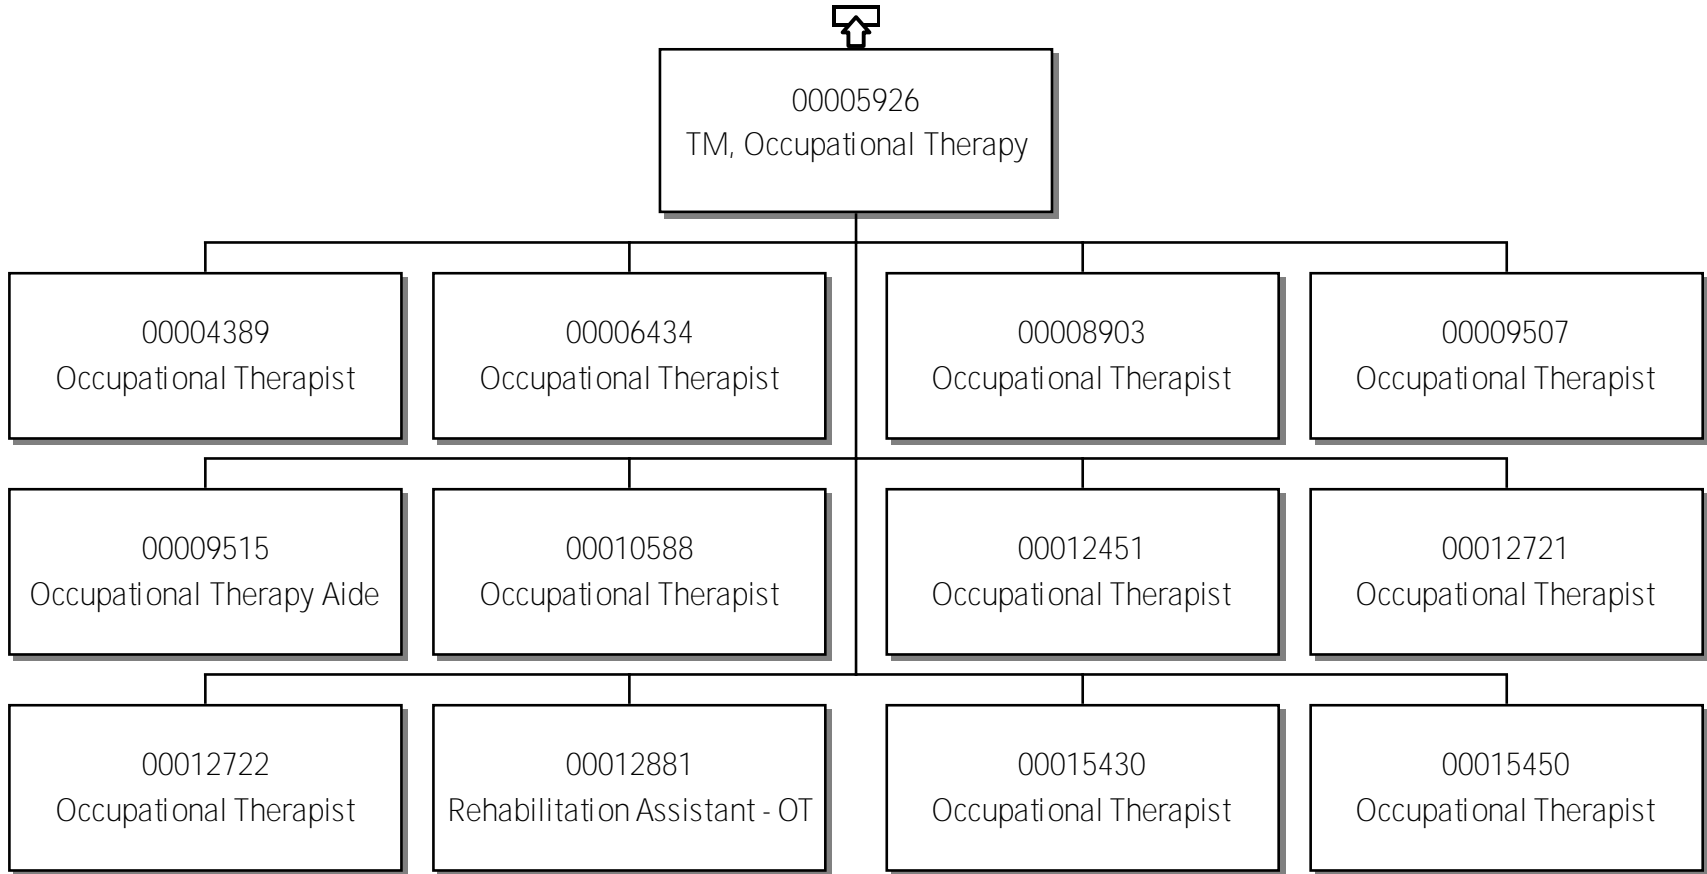 00005926
TM, Occupational Therapy
00004389
Occupational Therapist
00006434
Occupational Therapist
00008903
Occupational Therapist
00009507
Occupational Therapist
00009515
Occupational Therapy Aide
00010588
Occupational Therapist
00012451
Occupational Therapist
00012721
Occupational Therapist
00012722
Occupational Therapist
00012881
Rehabilitation Assistant - OT
00015430
Occupational Therapist
00015450
Occupational Therapist